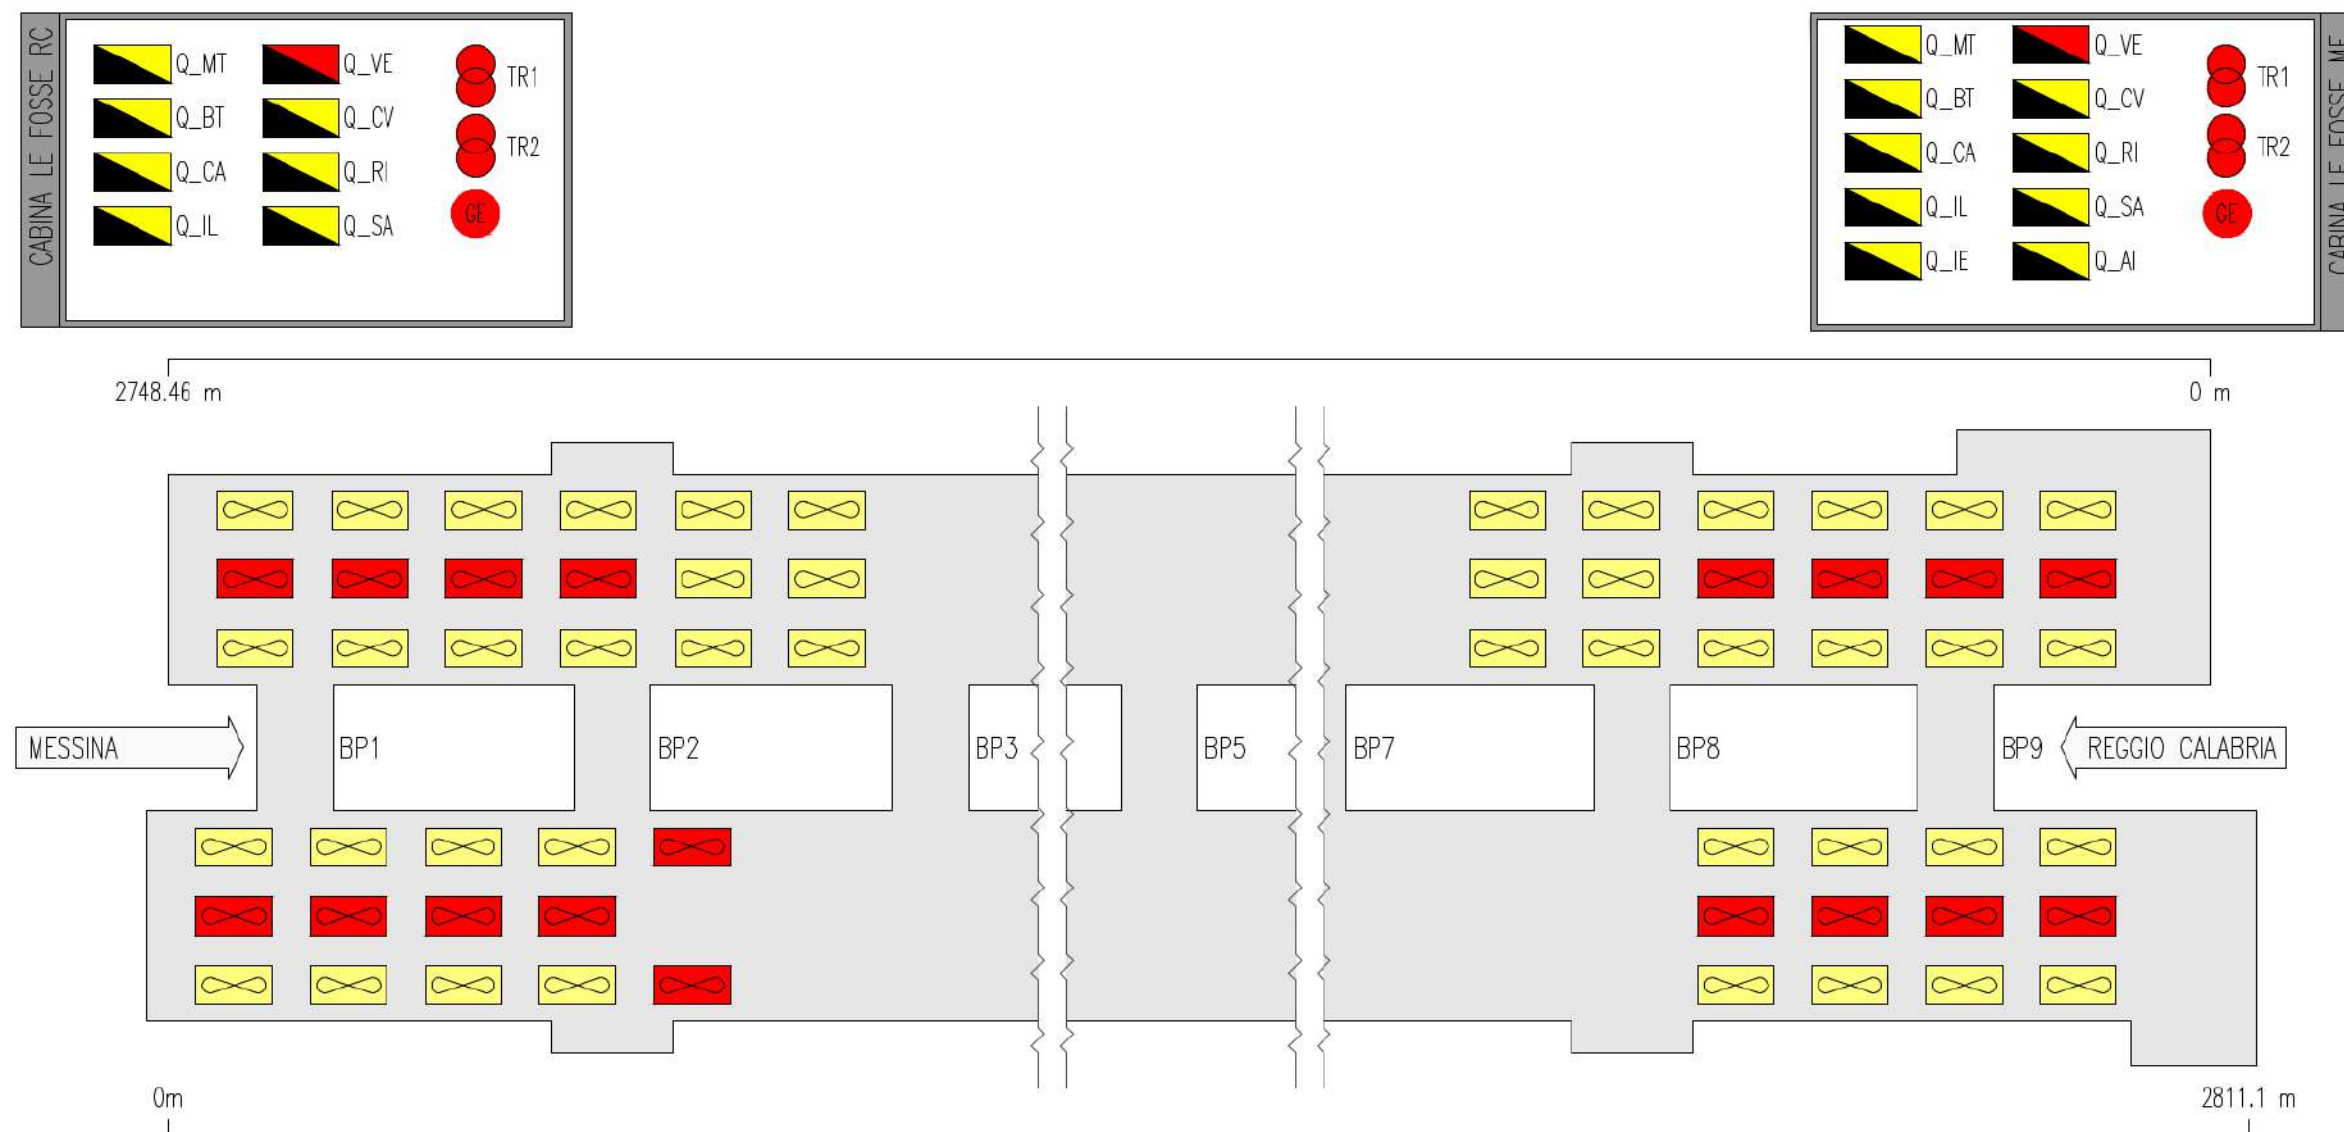 CABINA LE FOSSE RC
Q_MT
Q_VE
TR1
Q_BT
Q_CV
TR2
Q_CA
Q_RI
GE
Q_IL
Q_SA
Q_MT
Q_VE
TR1
Q_BT
Q_CV
TR2
Q_CA
Q_RI
GE
Q_IL
Q_SA
Q_IE
Q_AI
CABINA LE FOSSE ME
2748.46 m
0 m
MESSINA
BP1
BP2
BP3
BP5
BP7
BP8
BP9
REGGIO CALABRIA
0m
2811.1 m